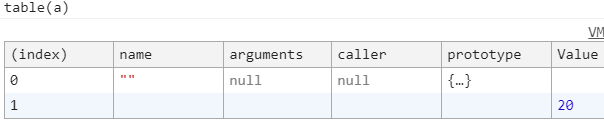 table(a)
VM
(index) name arguments caller prototype Value
0 "" null null {…}
1 20